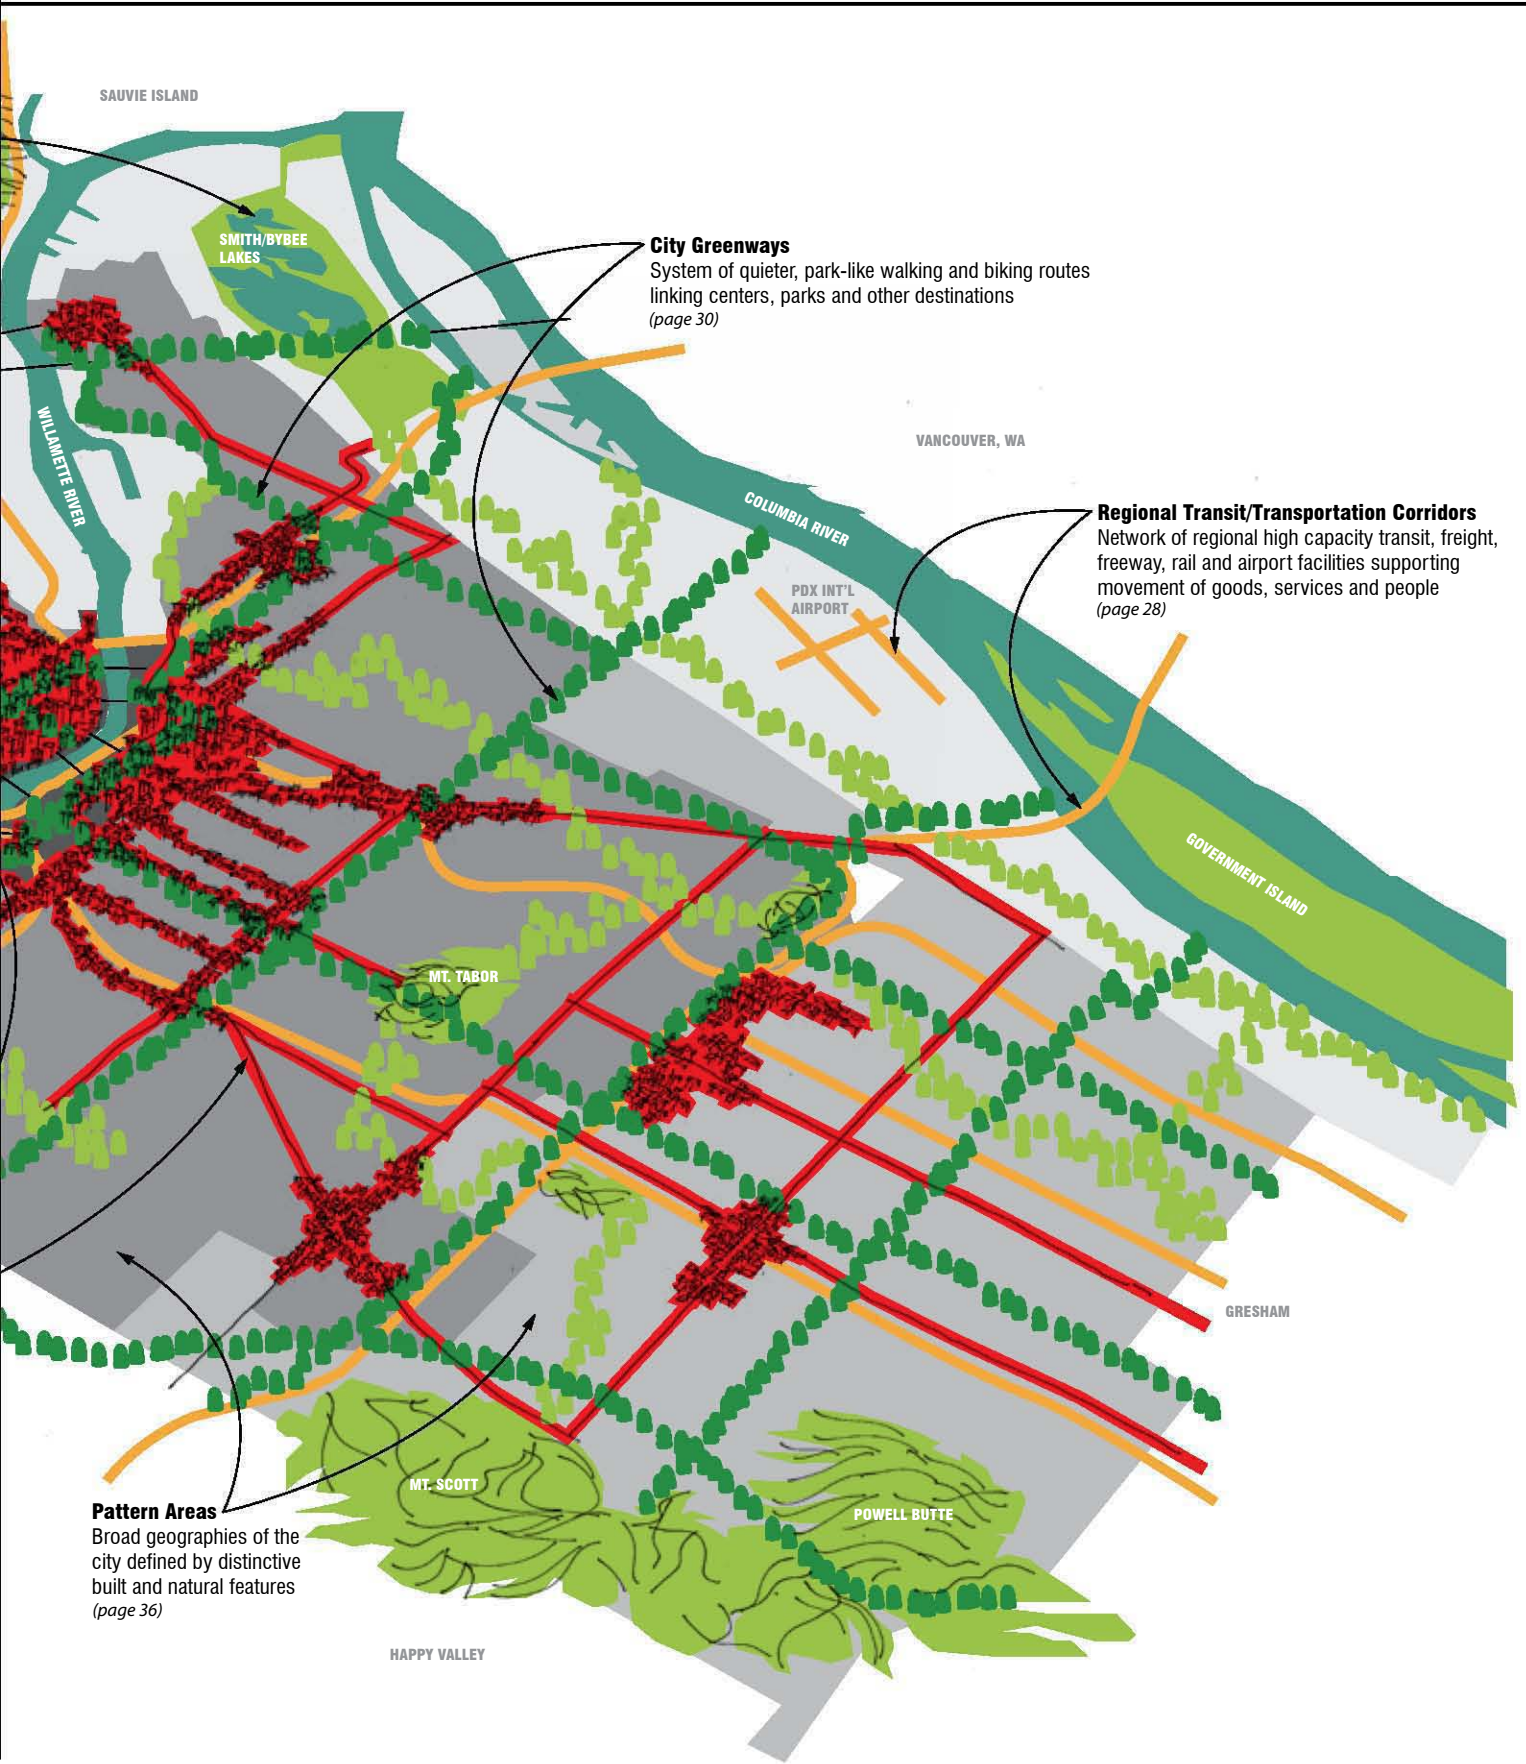 SAUVIE ISLAND
SMITH/BYBEE
LAKES
City Greenways
System of quieter, park-like walking and biking routes
linking centers, parks and other destinations
(page 30)
WILLAMETTE RIVER
VANCOUVER, WA
COLUMBIA RIVER
Regional Transit/Transportation Corridors
Network of regional high capacity transit, freight,
freeway, rail and airport facilities supporting
movement of goods, services and people
(page 28)
PDX INT'L
AIRPORT
GOVERNMENT ISLAND
MT. TABOR
GRESHAM
MT. SCOTT
POWELL BUTTE
Pattern Areas
Broad geographies of the
city defined by distinctive
built and natural features
(page 36)
HAPPY VALLEY